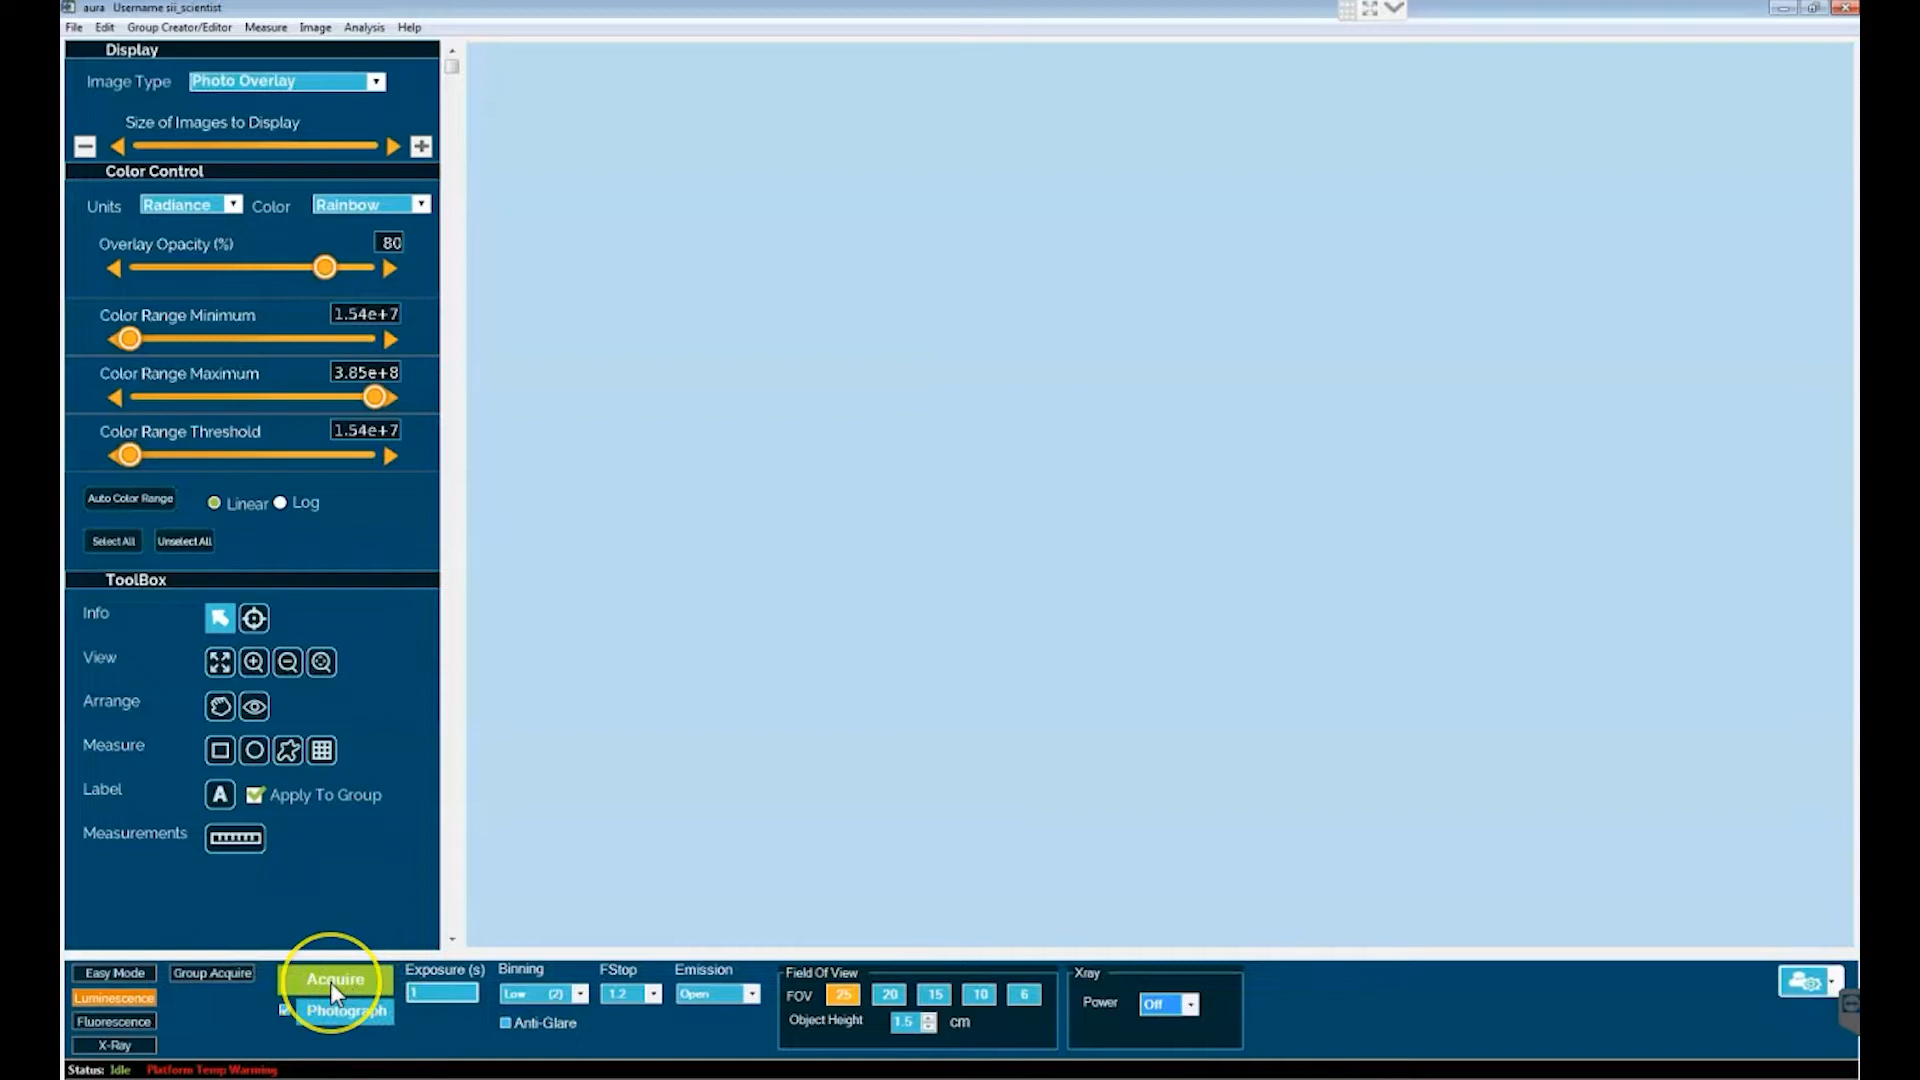 aura Username sii_scientist
File Edit Group Creator/Editor Measure Image Analysis Help
Display
Image Type Photo Overlay
Size of Images to Display
Color Control
Units Radiance Color Rainbow
Overlay Opacity (%) 80
Color Range Minimum 1.54e+7
Color Range Maximum 3.85e+8
Color Range Threshold 1.54e+7
Auto Color Range Linear Log
Select All Unselect All
ToolBox
Info
View
Arrange
Measure
Label A Apply To Group
Measurements
Easy Mode Group Acquire Acquire Exposure (s) Binning FStop Emission Field Of View Xray
Luminescence 1 Low (2) 1.2 Open FOV 25 20 15 10 6 Power Off
Fluorescence Photograph Anti-Glare Object Height 1.5 cm
X-Ray
Status: Idle Platform Temp Warming